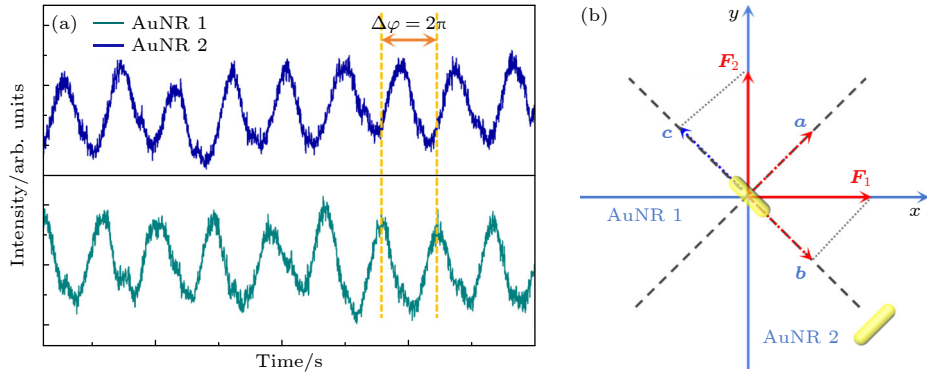 (a)
AuNR 1
AuNR 2
Δφ = 2π
Intensity/arb. units
Time/s
(b)
y
F₂
c
a
F₁
AuNR 1
x
b
AuNR 2